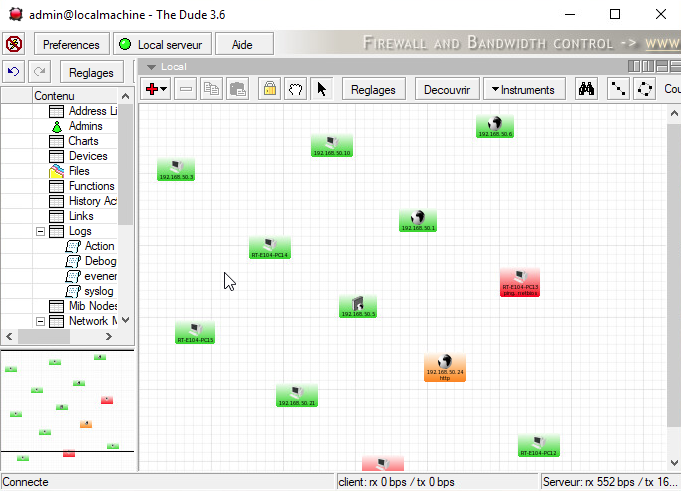 admin@localmachine - The Dude 3.6
Preferences
Local serveur
Aide
Firewall and Bandwidth control -> www
Reglages
Local
Contenu
Reglages
Decouvrir
Instruments
Cou
Address Li
Admins
Charts
Devices
Files
Functions
History Act
Links
Logs
Action
Debog
evener
syslog
Mib Nodes
Network M
192.168.50.6
192.168.50.10
192.168.50.3
192.168.50.1
RT-E104-PC14
RT-E104-PC13
192.168.50.5
RT-E104-PC15
192.168.50.24
http
192.168.50.21
RT-E104-PC12
Connecte
client: rx 0 bps / tx 0 bps
Serveur: rx 552 bps / tx 16...